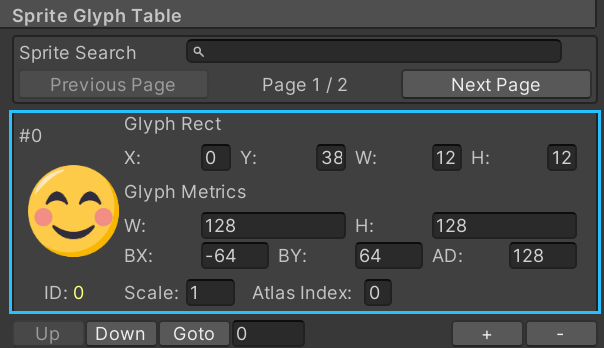 Sprite Glyph Table
Sprite Search
Previous Page Page 1 / 2 Next Page
Glyph Rect
#0
X: 0 Y: 38 W: 12 H: 12
Glyph Metrics
W: 128 H: 128
BX: -64 BY: 64 AD: 128
ID: 0 Scale: 1 Atlas Index: 0
Up Down Goto 0 + -